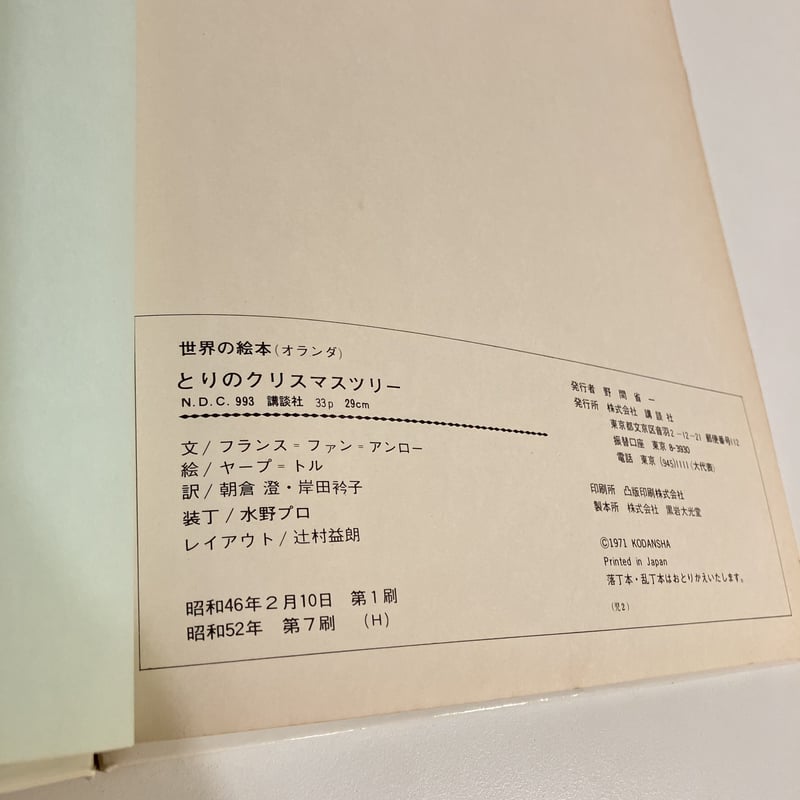 世界の絵本(オランダ)
とりのクリスマスツリー
N.D.C. 993 講談社 33p 29cm
文/フランス=ファン=アンロー
絵/ヤープ=トル
訳/朝倉 澄・岸田衿子
装丁/水野プロ
レイアウト/辻村益朗
昭和46年2月10日 第1刷
昭和52年 第7刷 (H)
発行者 野間省一
発行所 株式会社 講談社
東京都文京区音羽2-12-21 郵便番号112
振替口座 東京 8-3930
電話 東京 (945)1111(大代表)
印刷所 凸版印刷株式会社
製本所 株式会社 黒岩大光堂
©1971 KODANSHA
Printed in Japan
落丁本・乱丁本はおとりかえいたします。
(児2)